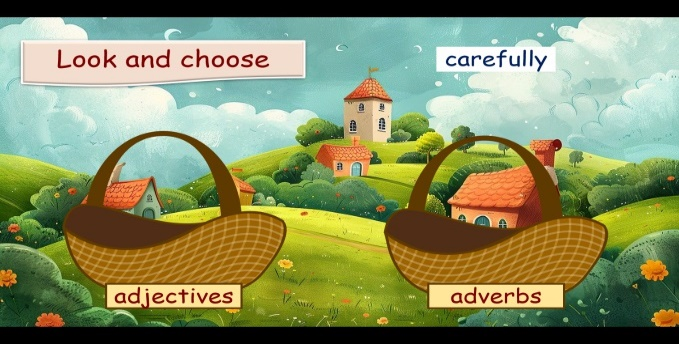 Look and choose
carefully
adjectives
adverbs